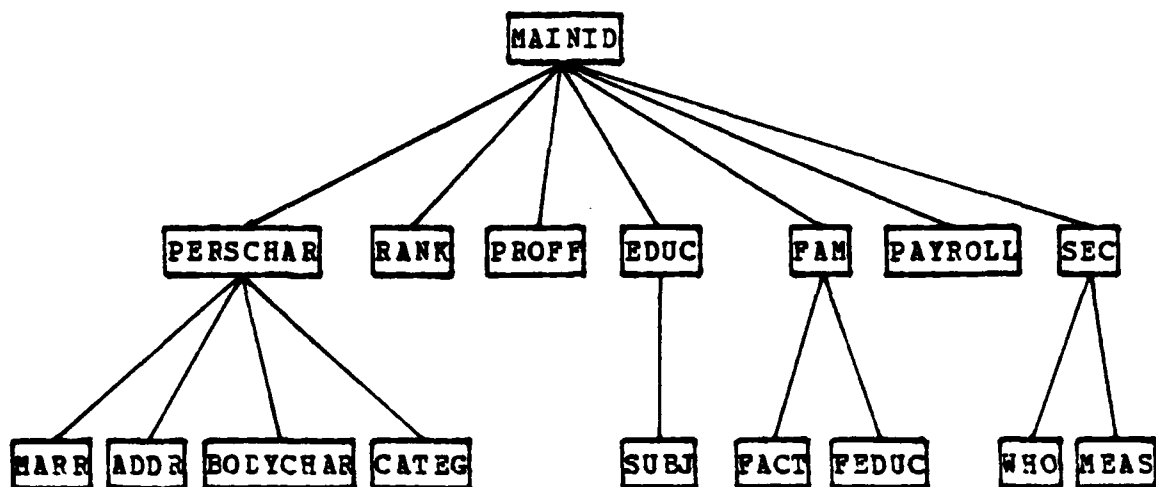 MAINID
PERSCHAR RANK PROFF EDUC FAM PAYROLL SEC
MARR ADDR BODYCHAR CATEG SUBJ FACT FEDUC WHO MEAS